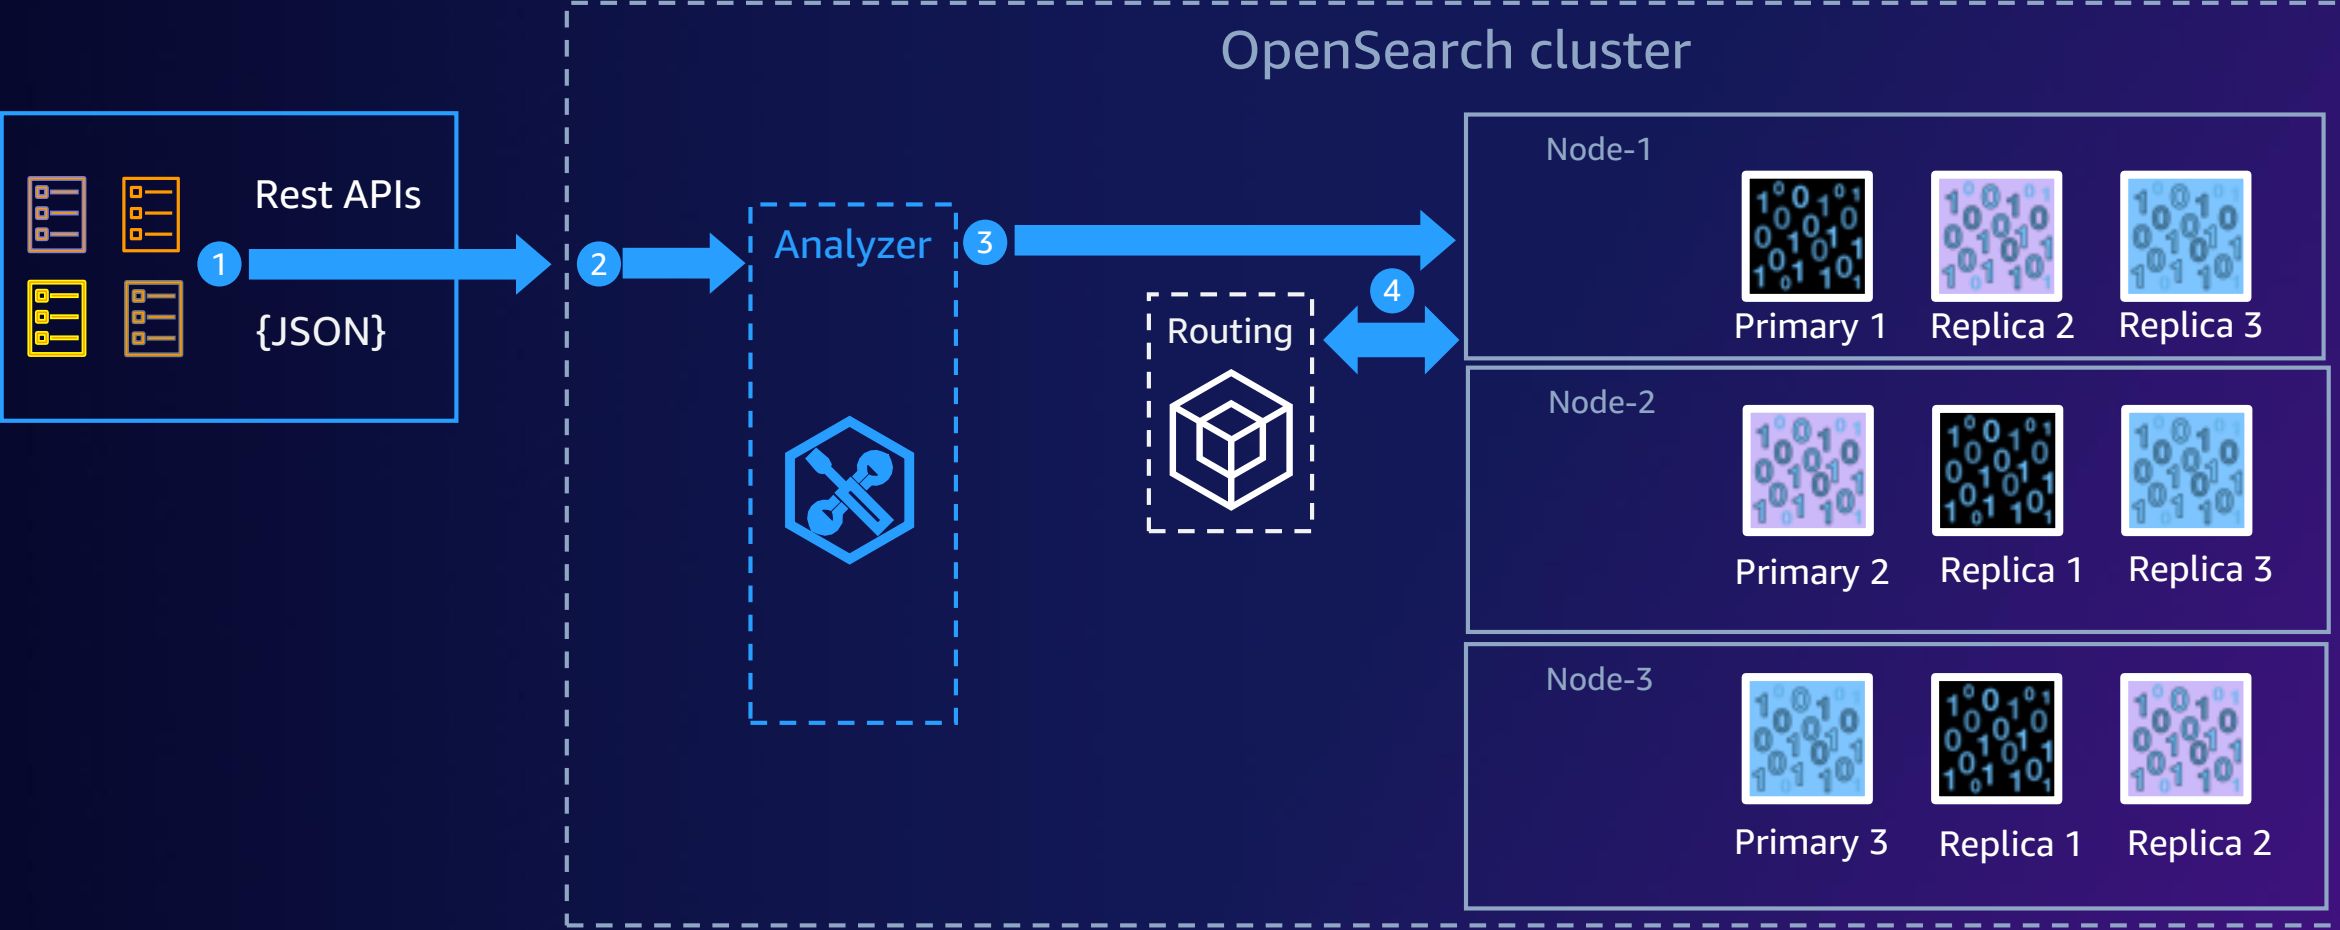 OpenSearch cluster
Rest APIs
{JSON}
1
2
Analyzer
3
4
Routing
Node-1
Primary 1
Replica 2
Replica 3
Node-2
Primary 2
Replica 1
Replica 3
Node-3
Primary 3
Replica 1
Replica 2